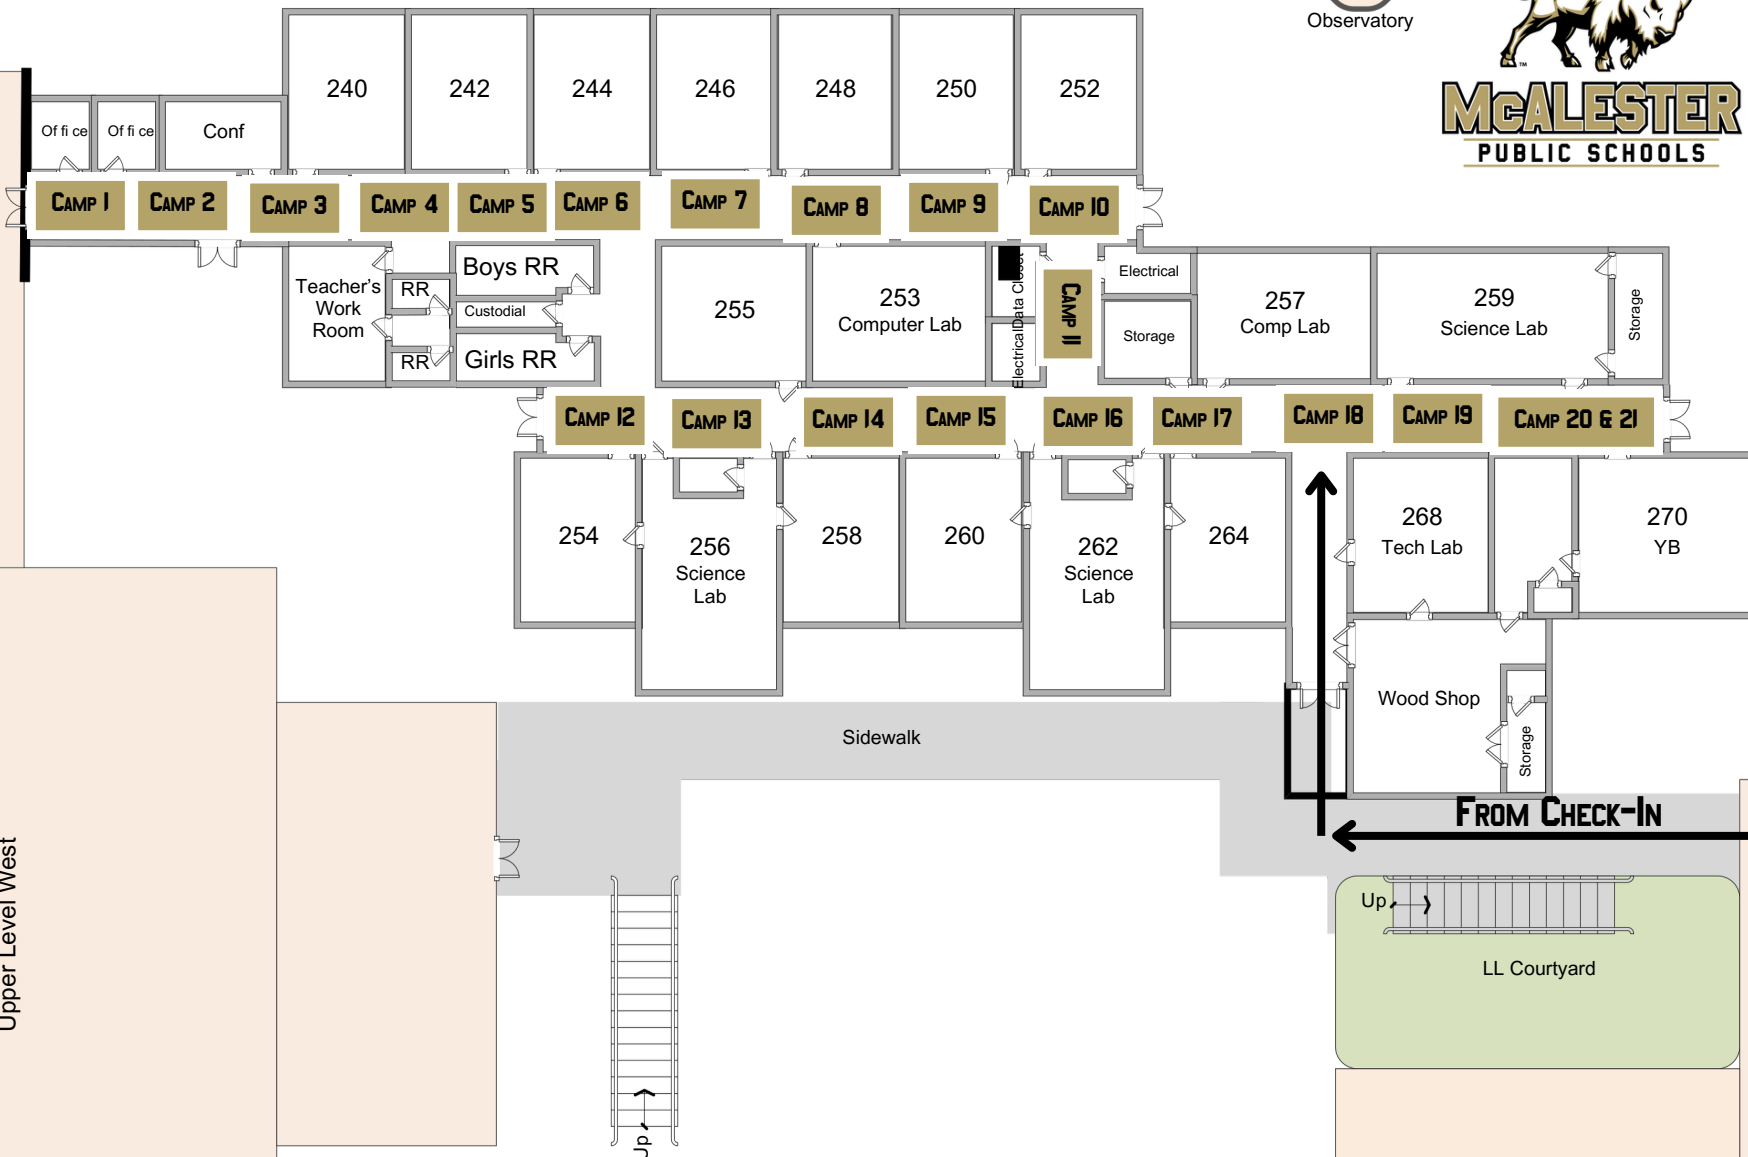 Observatory
McALESTER
PUBLIC SCHOOLS
™
240
242
244
246
248
250
252
Of fi ce
Of fi ce
Conf
CAMP 1
CAMP 2
CAMP 3
CAMP 4
CAMP 5
CAMP 6
CAMP 7
CAMP 8
CAMP 9
CAMP 10
Teacher's
Work
Room
RR
RR
Boys RR
Custodial
Girls RR
255
253
Computer Lab
Data Closet
Electrical
CAMP 11
Electrical
Storage
257
Comp Lab
259
Science Lab
Storage
CAMP 12
CAMP 13
CAMP 14
CAMP 15
CAMP 16
CAMP 17
CAMP 18
CAMP 19
CAMP 20 & 21
254
256
Science
Lab
258
260
262
Science
Lab
264
268
Tech Lab
270
YB
Wood Shop
Storage
Sidewalk
FROM CHECK-IN
Up
LL Courtyard
Upper Level West
Up